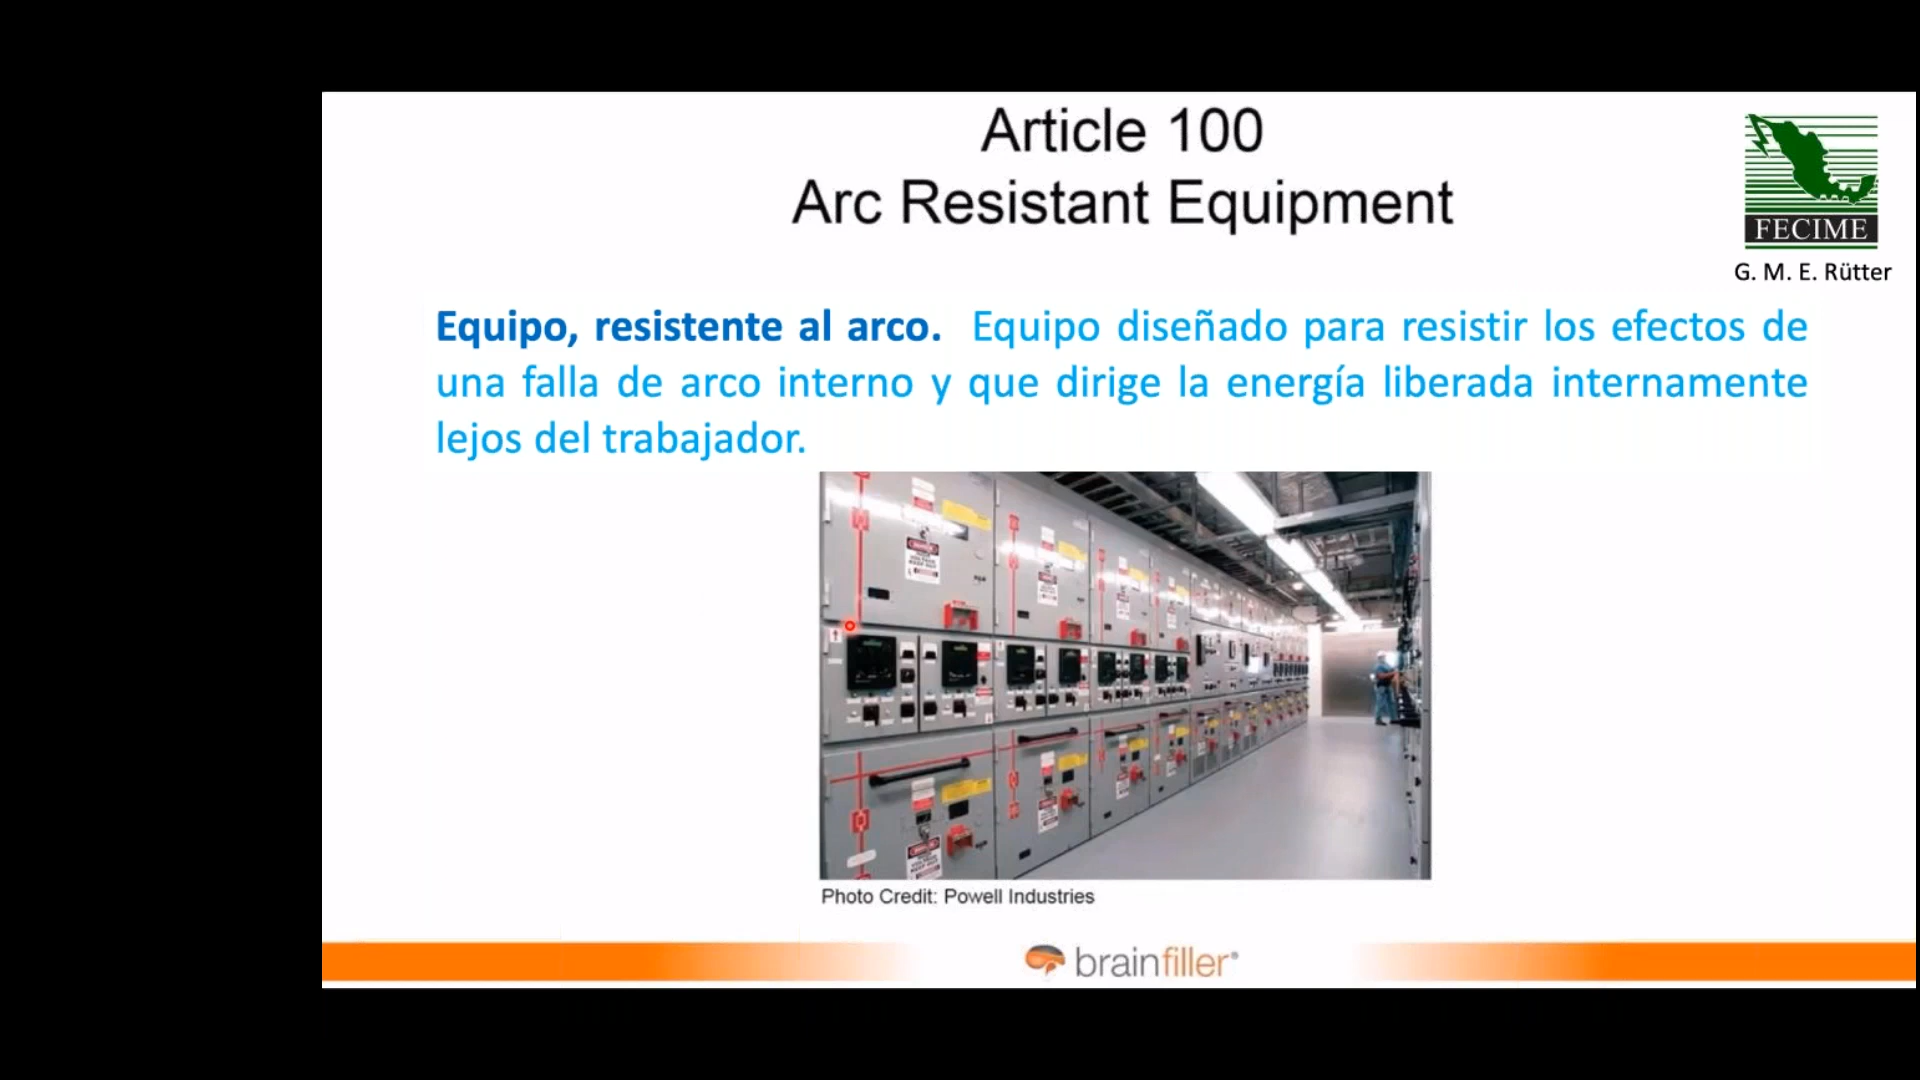 Article 100
Arc Resistant Equipment
FECIME
G. M. E. Rütter
Equipo, resistente al arco. Equipo diseñado para resistir los efectos de
una falla de arco interno y que dirige la energía liberada internamente
lejos del trabajador.
Photo Credit: Powell Industries
brainfiller®